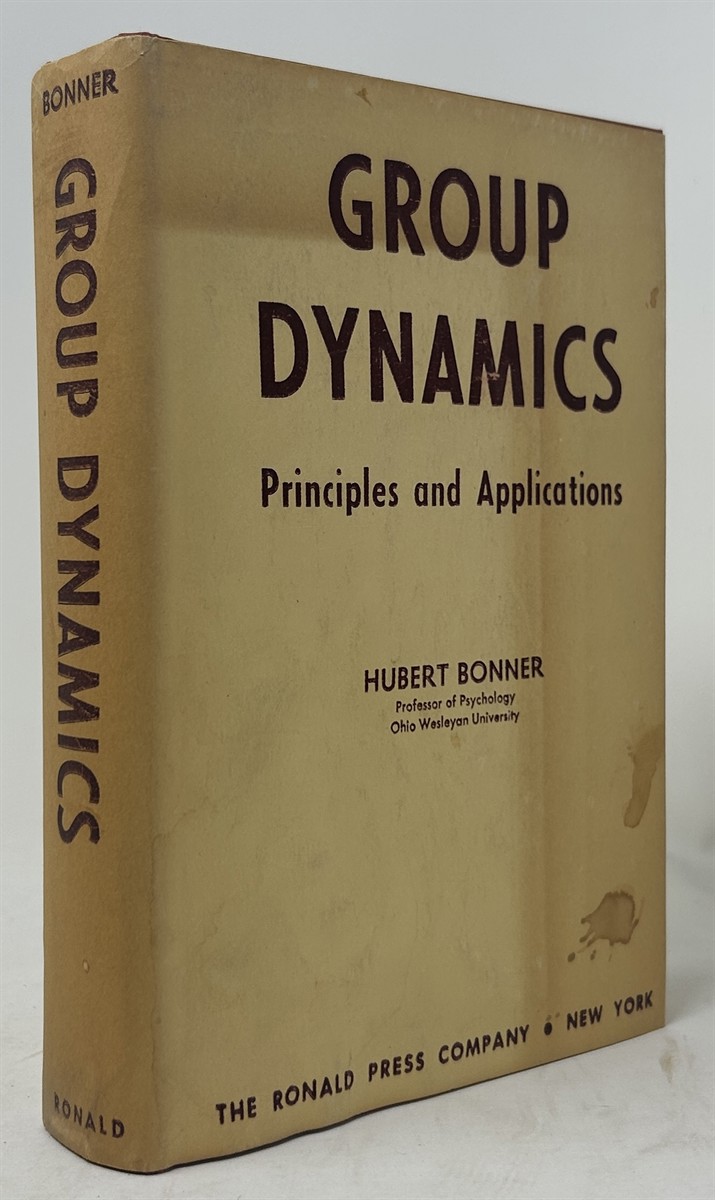 BONNER
GROUP DYNAMICS
RONALD
GROUP
DYNAMICS
Principles and Applications
HUBERT BONNER
Professor of Psychology
Ohio Wesleyan University
THE RONALD PRESS COMPANY • NEW YORK